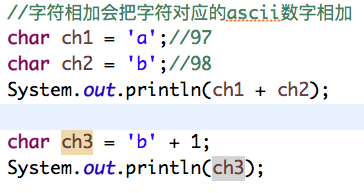 //字符相加会把字符对应的ascii数字相加
char ch1 = 'a';//97
char ch2 = 'b';//98
System.out.println(ch1 + ch2);
char ch3 = 'b' + 1;
System.out.println(ch3);